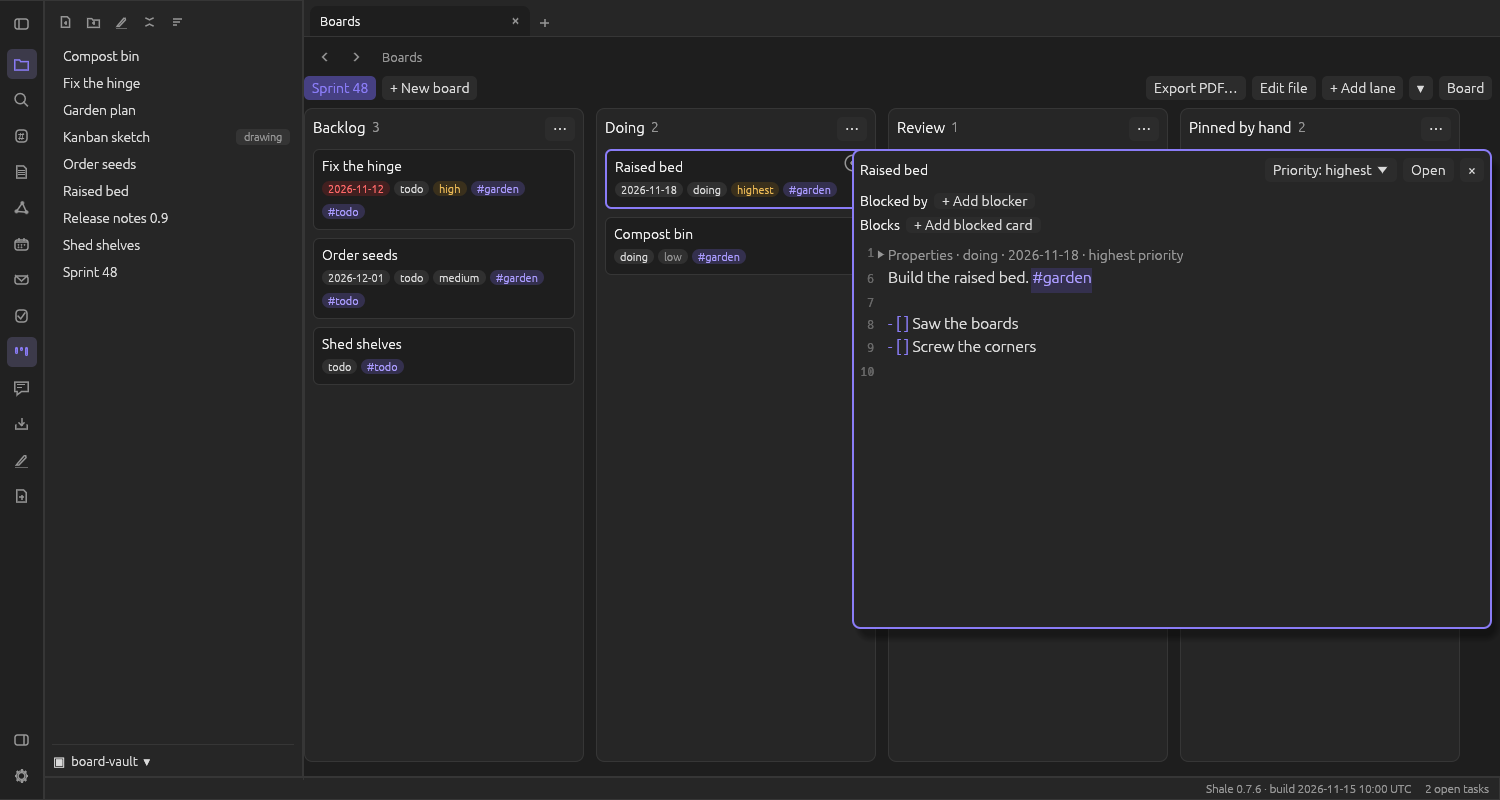 Boards ×
+
Boards
Compost bin
Fix the hinge
Garden plan
Kanban sketch drawing
Order seeds
Raised bed
Release notes 0.9
Shed shelves
Sprint 48
board-vault ▾
Sprint 48 + New board Export PDF... Edit file + Add lane ▾ Board
Backlog 3 ...
Fix the hinge
2026-11-12 todo high #garden
#todo
Order seeds
2026-12-01 todo medium #garden
#todo
Shed shelves
todo #todo
Doing 2 ...
Raised bed
2026-11-18 doing highest #garden
Compost bin
doing low #garden
Review 1 ...
Pinned by hand 2 ...
Raised bed Priority: highest ▼ Open ×
Blocked by + Add blocker
Blocks + Add blocked card
1 Properties · doing · 2026-11-18 · highest priority
6 Build the raised bed. #garden
7
8 - [ ] Saw the boards
9 - [ ] Screw the corners
10
Shale 0.7.6 · build 2026-11-15 10:00 UTC 2 open tasks